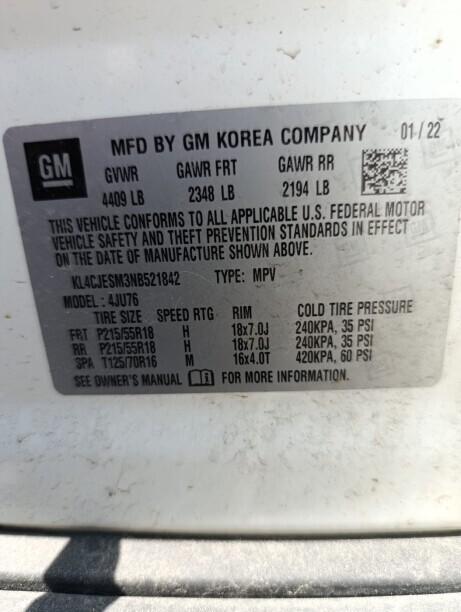 GM MFD BY GM KOREA COMPANY 01 / 22
GVWR GAWR FRT GAWR RR
4409 LB 2348 LB 2194 LB
THIS VEHICLE CONFORMS TO ALL APPLICABLE U.S. FEDERAL MOTOR
VEHICLE SAFETY AND THEFT PREVENTION STANDARDS IN EFFECT
ON THE DATE OF MANUFACTURE SHOWN ABOVE.
KL4CJESM3NB521842 TYPE: MPV
MODEL: 4JU76
TIRE SIZE SPEED RTG RIM COLD TIRE PRESSURE
FRT P215/55R18 H 18x7.0J 240KPA, 35 PSI
RR P215/55R18 H 18x7.0J 240KPA, 35 PSI
SPA T125/70R16 M 16x4.0T 420KPA, 60 PSI
SEE OWNER'S MANUAL FOR MORE INFORMATION.